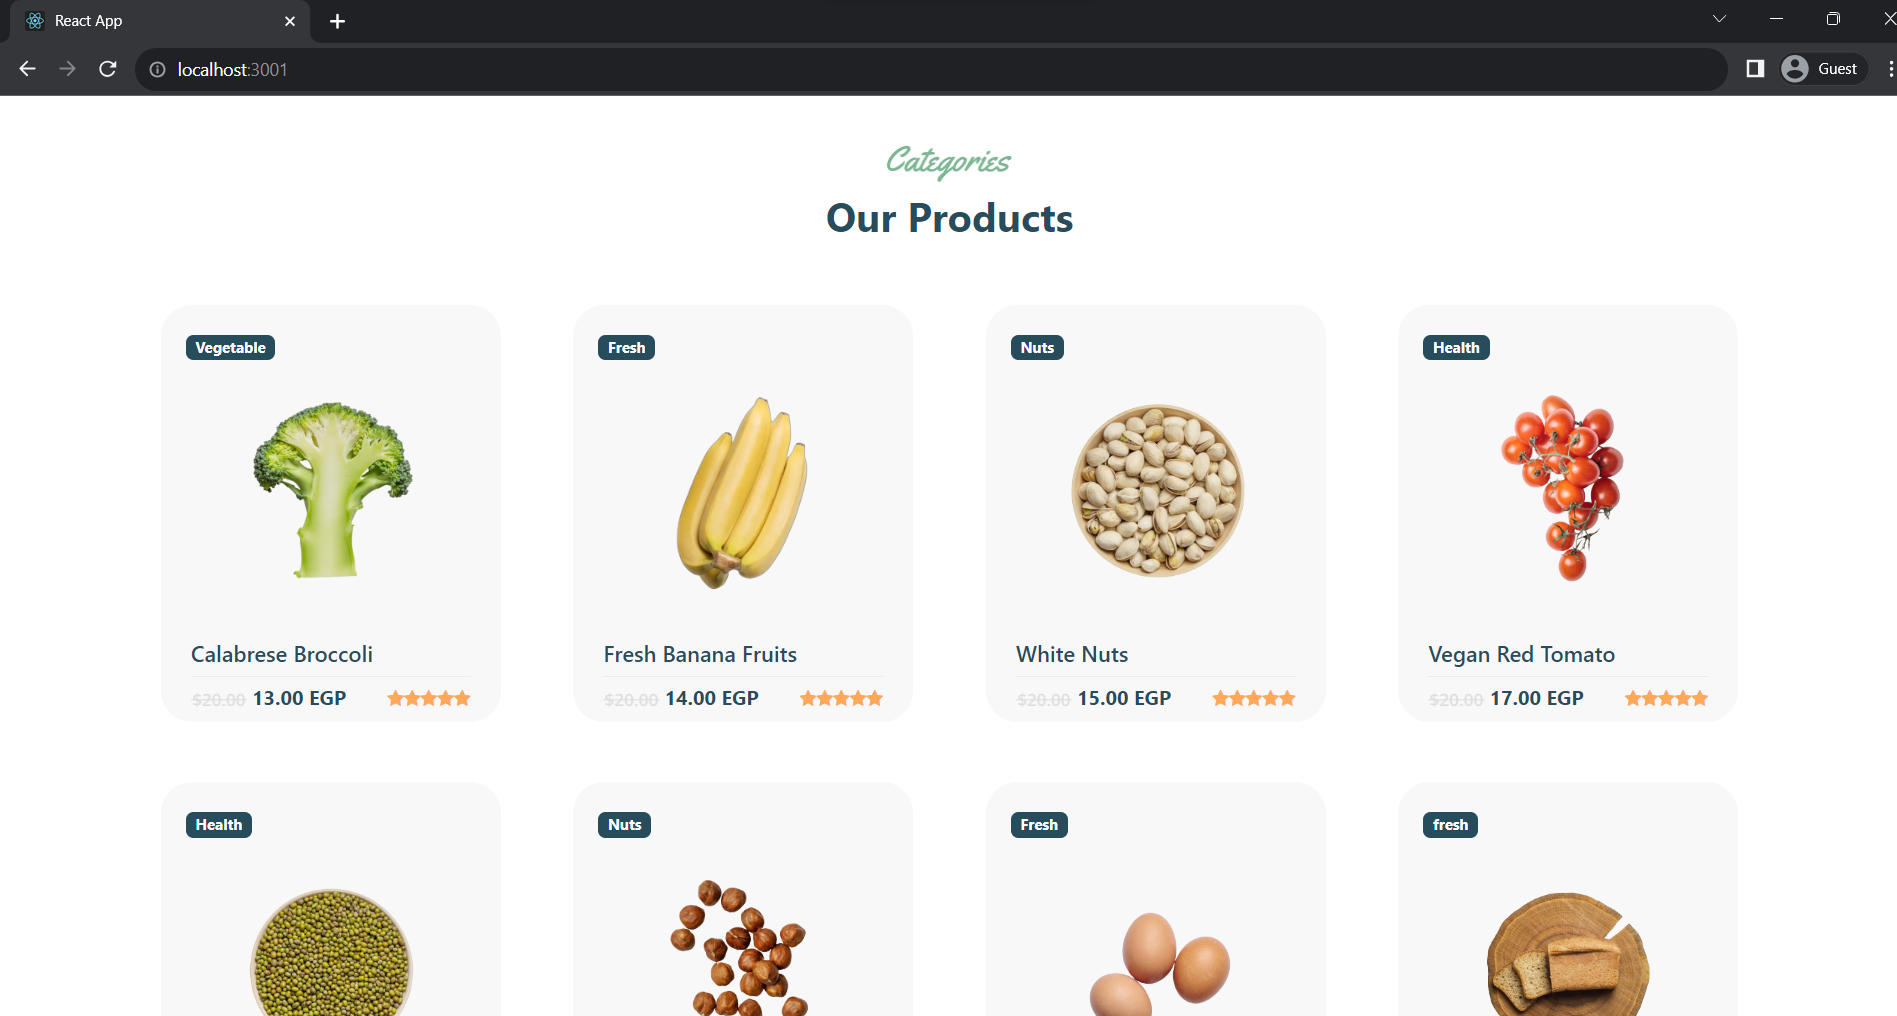 React App
localhost:3001
Guest
Categories
Our Products
Vegetable
Fresh
Nuts
Health
Calabrese Broccoli
Fresh Banana Fruits
White Nuts
Vegan Red Tomato
$20.00 13.00 EGP
$20.00 14.00 EGP
$20.00 15.00 EGP
$20.00 17.00 EGP
Health
Nuts
Fresh
fresh